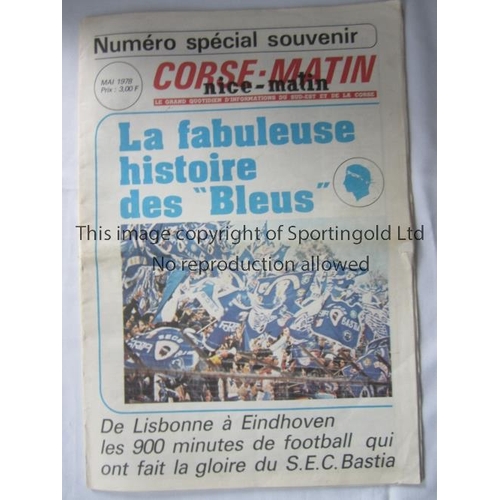 Numéro spécial souvenir
MAI 1978
Prix : 3,00 F
CORSE-MATIN
nice-matin
LE GRAND QUOTIDIEN D'INFORMATIONS DU SUD-EST ET DE LA CORSE
La fabuleuse
histoire
des "Bleus"
This image copyright of Sportingold Ltd
No reproduction allowed
BASTIA
De Lisbonne à Eindhoven
les 900 minutes de football qui
ont fait la gloire du S.E.C. Bastia